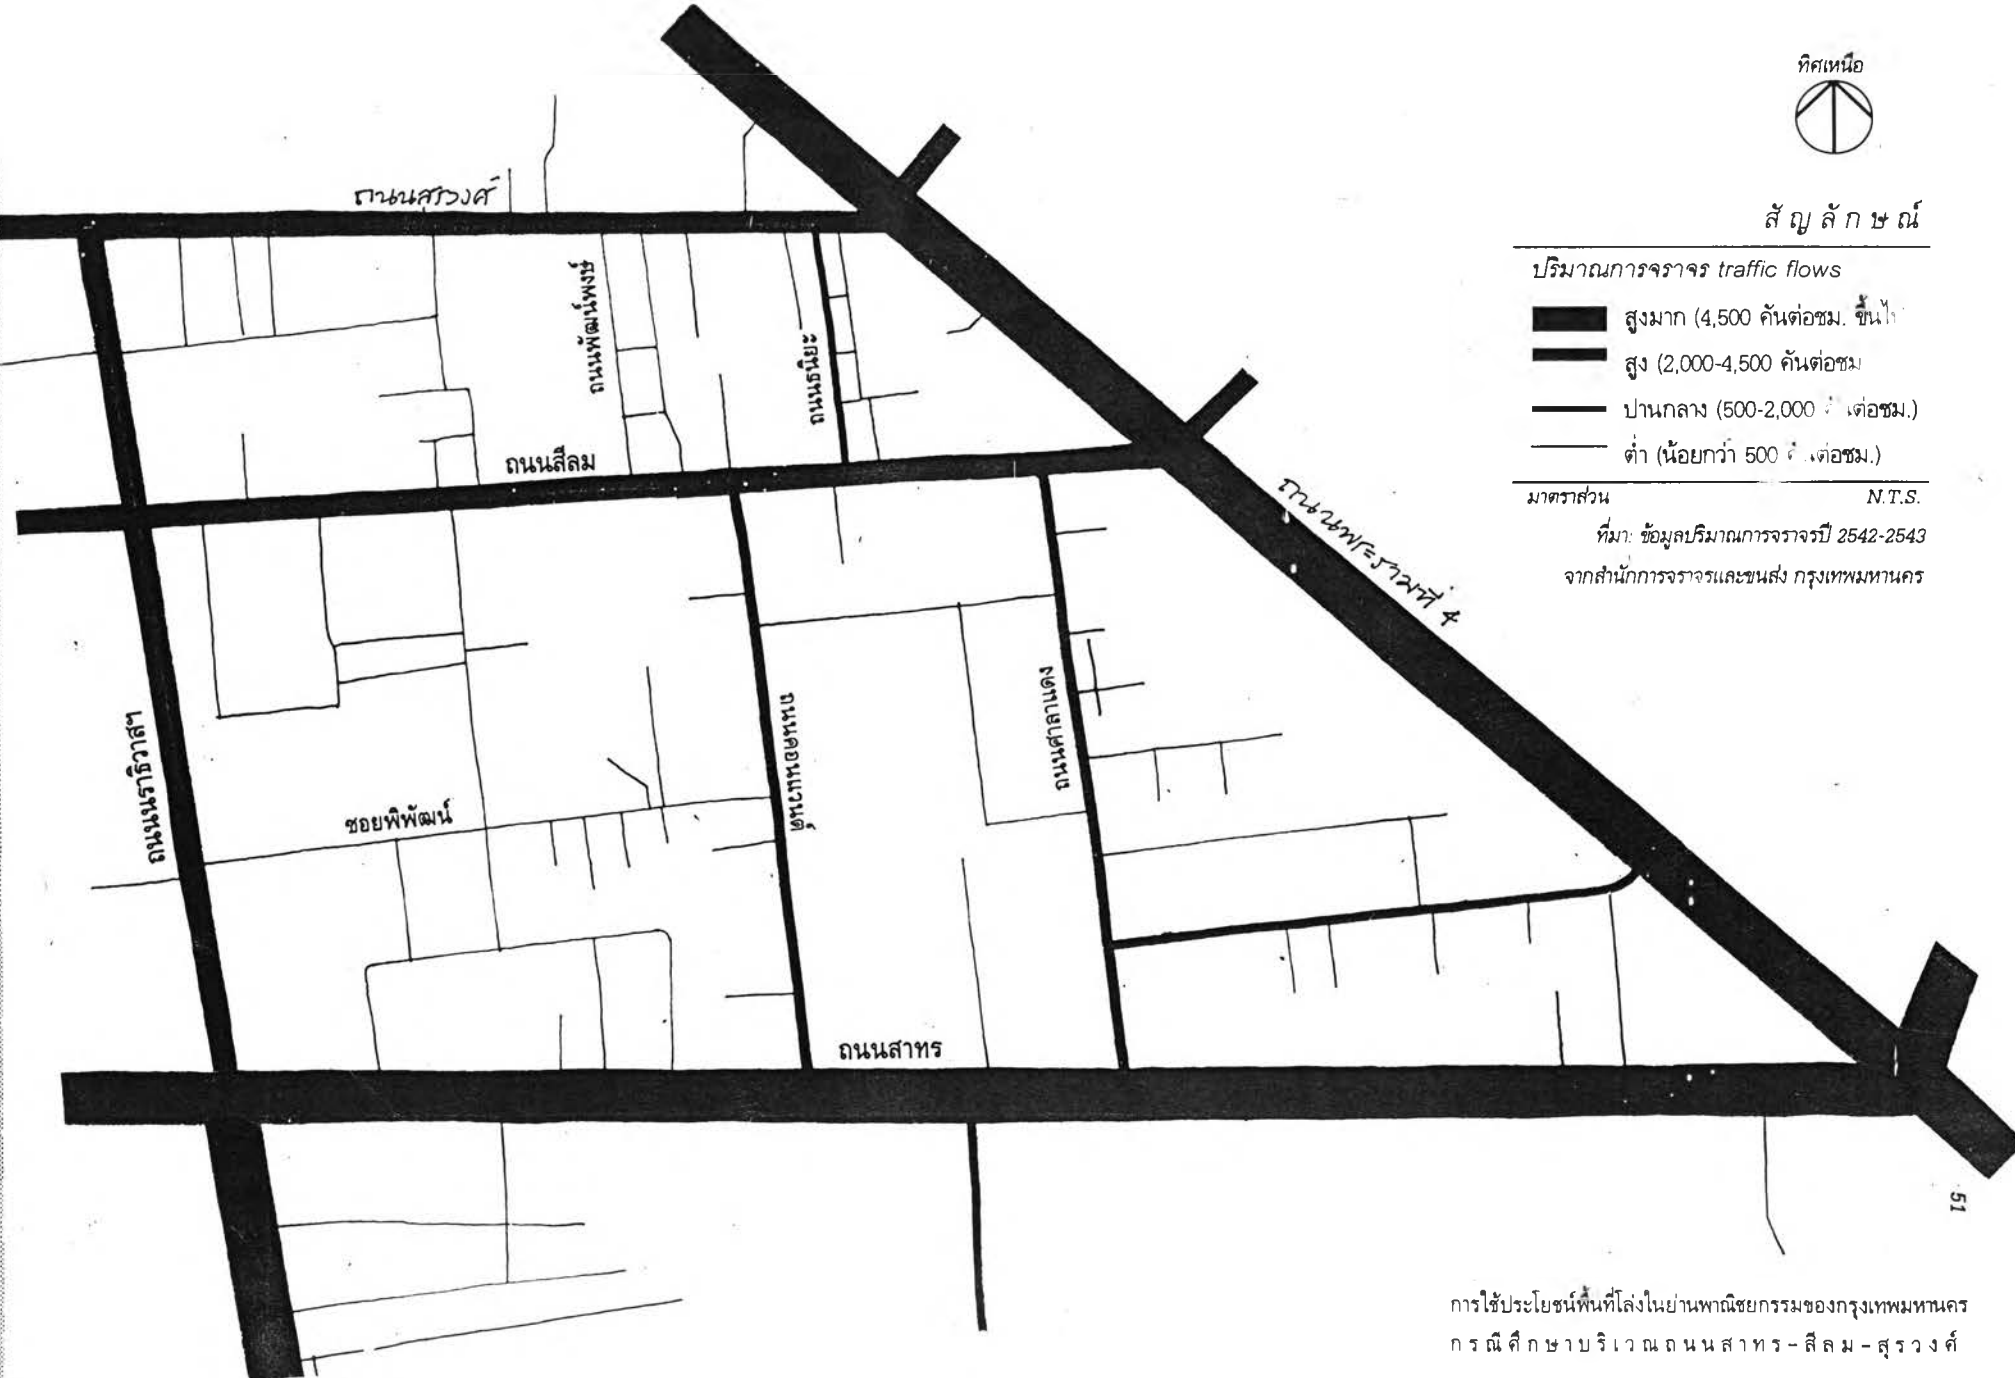 ทิศเหนือ
สัญลักษณ์
ปริมาณการจราจร traffic flows
สูงมาก (4,500 คันต่อชม. ขึ้นไป
สูง (2,000-4,500 คันต่อชม
ปานกลาง (500-2,000 คันต่อชม.)
ต่ำ (น้อยกว่า 500 คันต่อชม.)
มาตราส่วน N.T.S.
ที่มา: ข้อมูลปริมาณการจราจรปี 2542-2543
จากสำนักการจราจรและขนส่ง กรุงเทพมหานคร
ถนนสุรวงศ์
ถนนพัฒน์พงษ์
ถนนธนิยะ
ถนนสีลม
ถนนพระรามที่ 4
ถนนนราธิวาสฯ
ถนนคอนแวนต์
ถนนศาลาแดง
ซอยพิพัฒน์
ถนนสาทร
51
การใช้ประโยชน์พื้นที่โล่งในย่านพาณิชยกรรมของกรุงเทพมหานคร
กรณีศึกษาบริเวณถนนสาทร-สีลม-สุรวงศ์